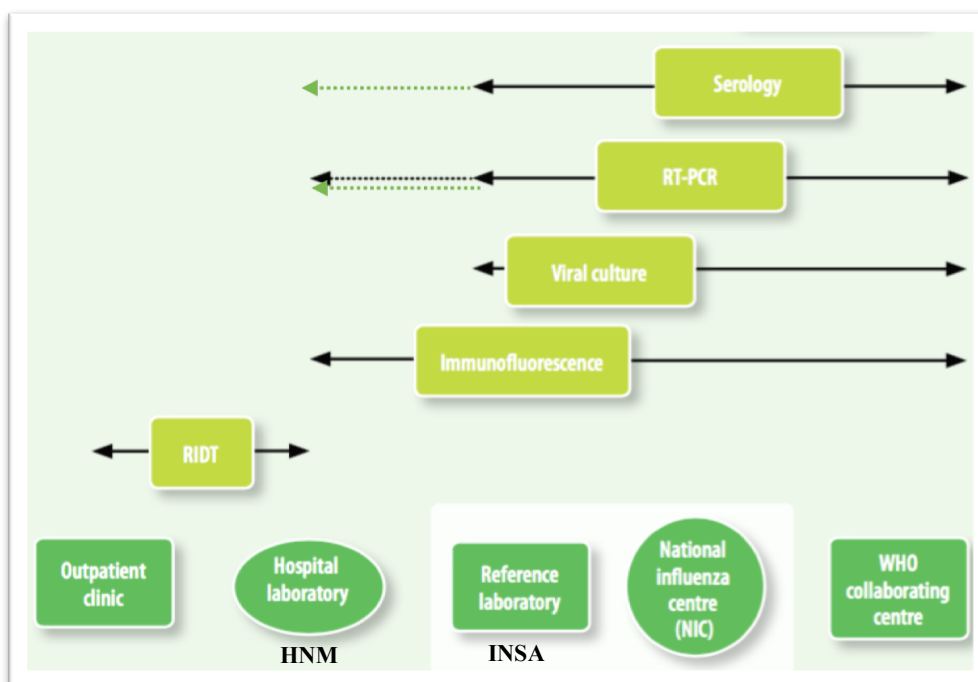 Serology
RT-PCR
Viral culture
Immunofluorescence
RIDT
Outpatient
clinic
Hospital
laboratory
Reference
laboratory
National
influenza
centre
(NIC)
WHO
collaborating
centre
HNM
INSA